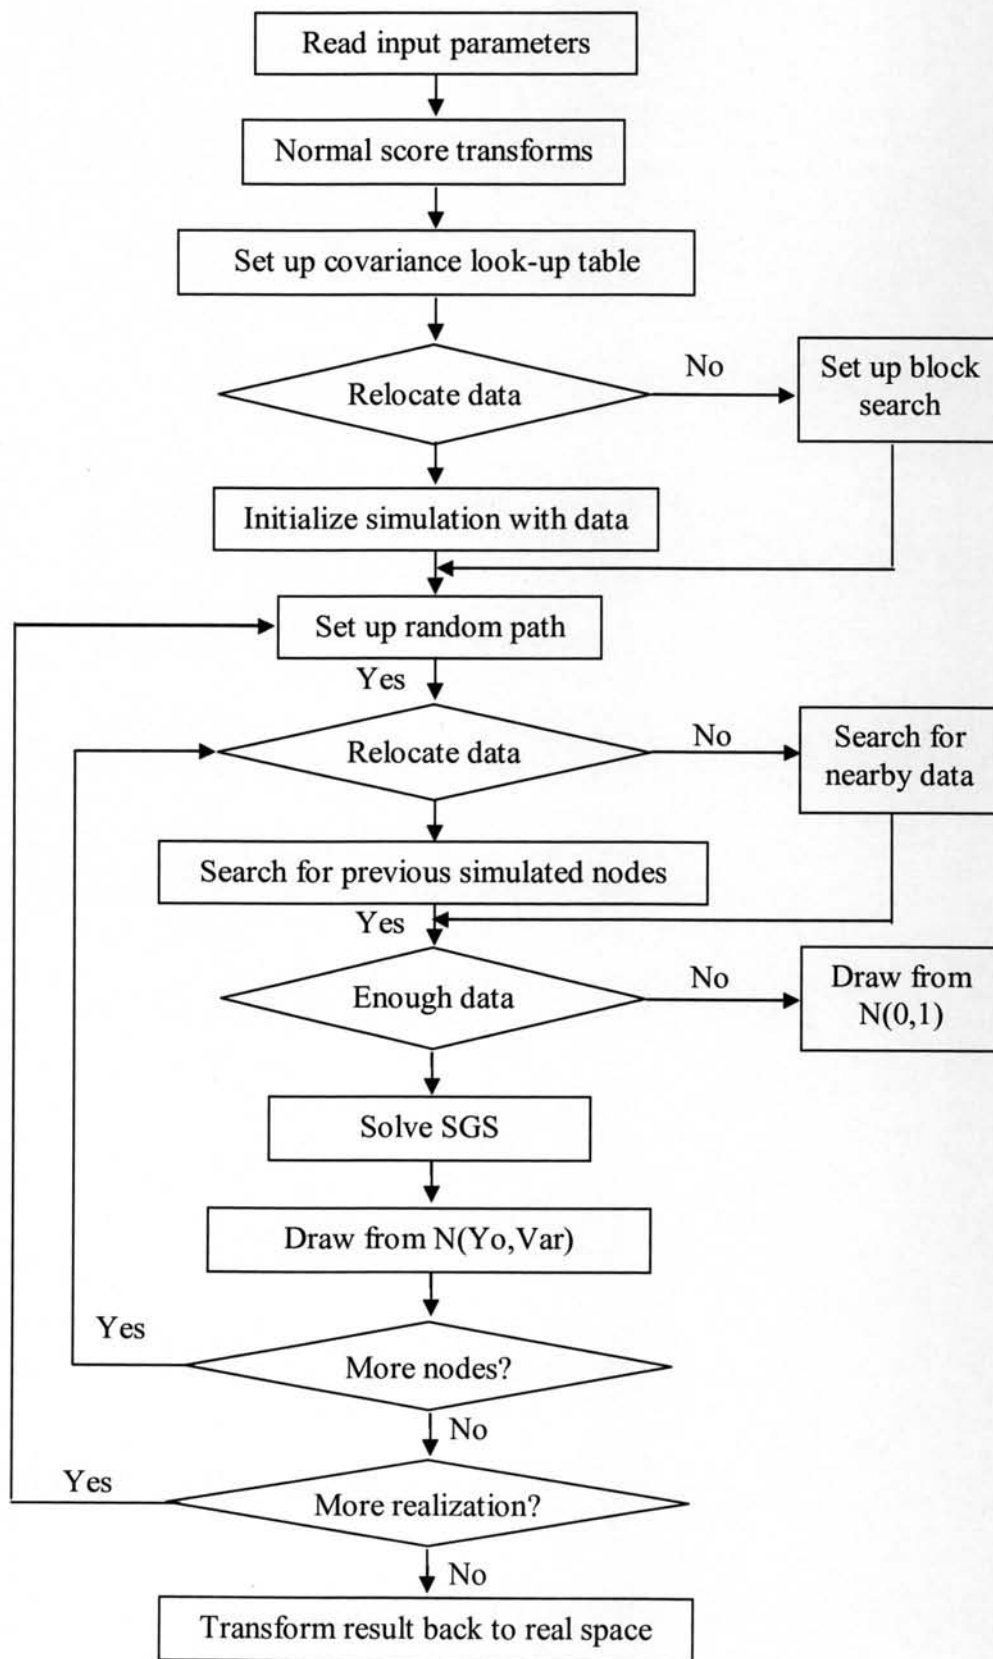 Read input parameters
Normal score transforms
Set up covariance look-up table
Relocate data
No
Set up block
search
Initialize simulation with data
Set up random path
Yes
Relocate data
No
Search for
nearby data
Search for previous simulated nodes
Yes
Enough data
No
Draw from
N(0,1)
Solve SGS
Draw from N(Yo,Var)
Yes
More nodes?
No
Yes
More realization?
No
Transform result back to real space